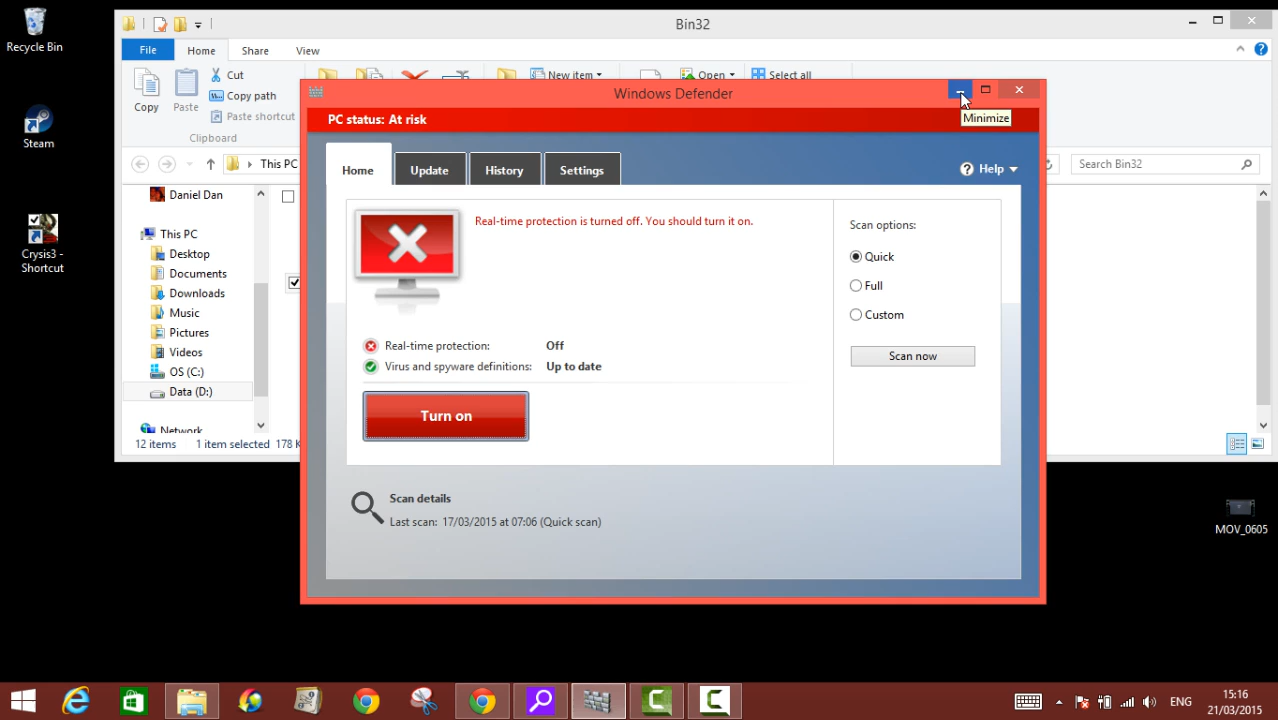 Recycle Bin
Steam
Crysis3 -
Shortcut
MOV_0605
Bin32
File
Home
Share
View
Copy
Paste
Cut
Copy path
Paste shortcut
Clipboard
New item
Open
Select all
This PC
Search Bin32
Daniel Dan
This PC
Desktop
Documents
Downloads
Music
Pictures
Videos
OS (C:)
Data (D:)
Network
12 items
1 item selected
178 K
Windows Defender
Minimize
PC status: At risk
Home
Update
History
Settings
Help
Real-time protection is turned off. You should turn it on.
Real-time protection: Off
Virus and spyware definitions: Up to date
Turn on
Scan options:
Quick
Full
Custom
Scan now
Scan details
Last scan: 17/03/2015 at 07:06 (Quick scan)
ENG
15:16
21/03/2015